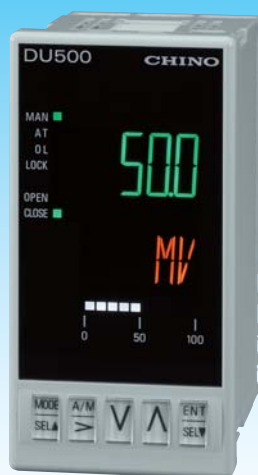 DU500 CHINO
MAN
AT
OL
LOCK
50.0
OPEN
CLOSE
MV
0 50 100
MODE A/M ENT
SEL▲ > V Λ SEL▼